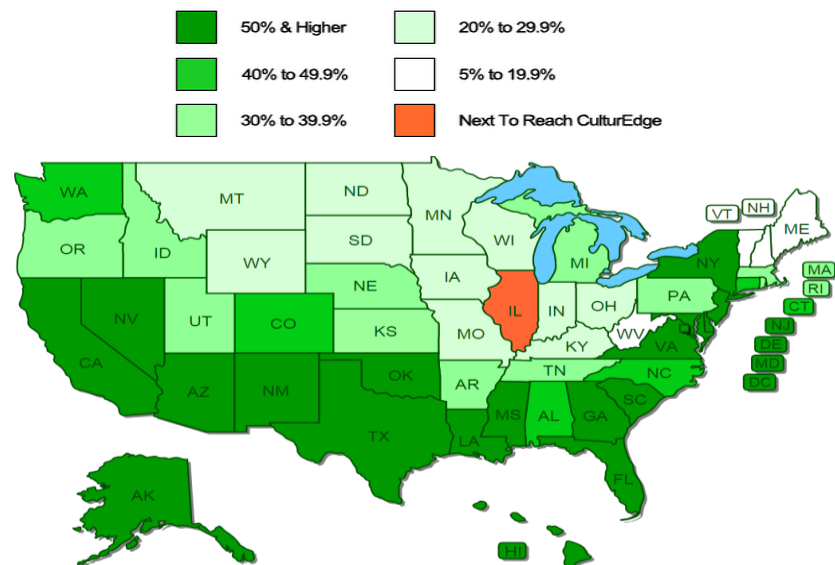 50% & Higher
20% to 29.9%
40% to 49.9%
5% to 19.9%
30% to 39.9%
Next To Reach CulturEdge
WA
MT
ND
MN
VT
NH
ME
OR
ID
WY
SD
WI
MI
NY
MA
RI
CT
NJ
DE
MD
DC
NV
UT
CO
NE
IA
IL
IN
OH
PA
CA
KS
MO
KY
WV
VA
AZ
NM
OK
AR
TN
NC
TX
LA
MS
AL
GA
SC
FL
AK
HI